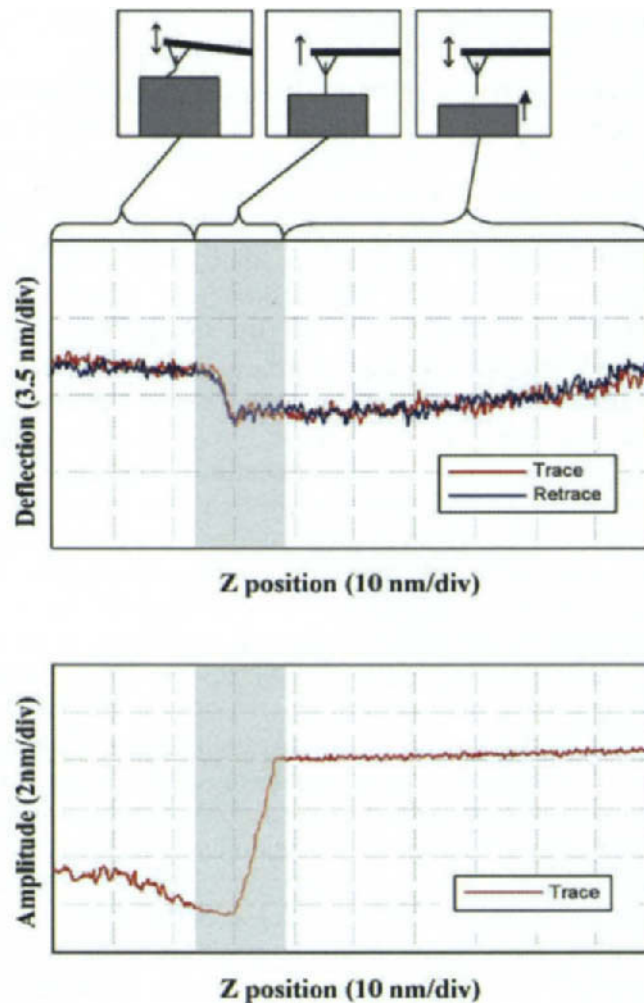 Deflection (3.5 nm/div)
Trace
Retrace
Z position (10 nm/div)
Amplitude (2nm/div)
Trace
Z position (10 nm/div)